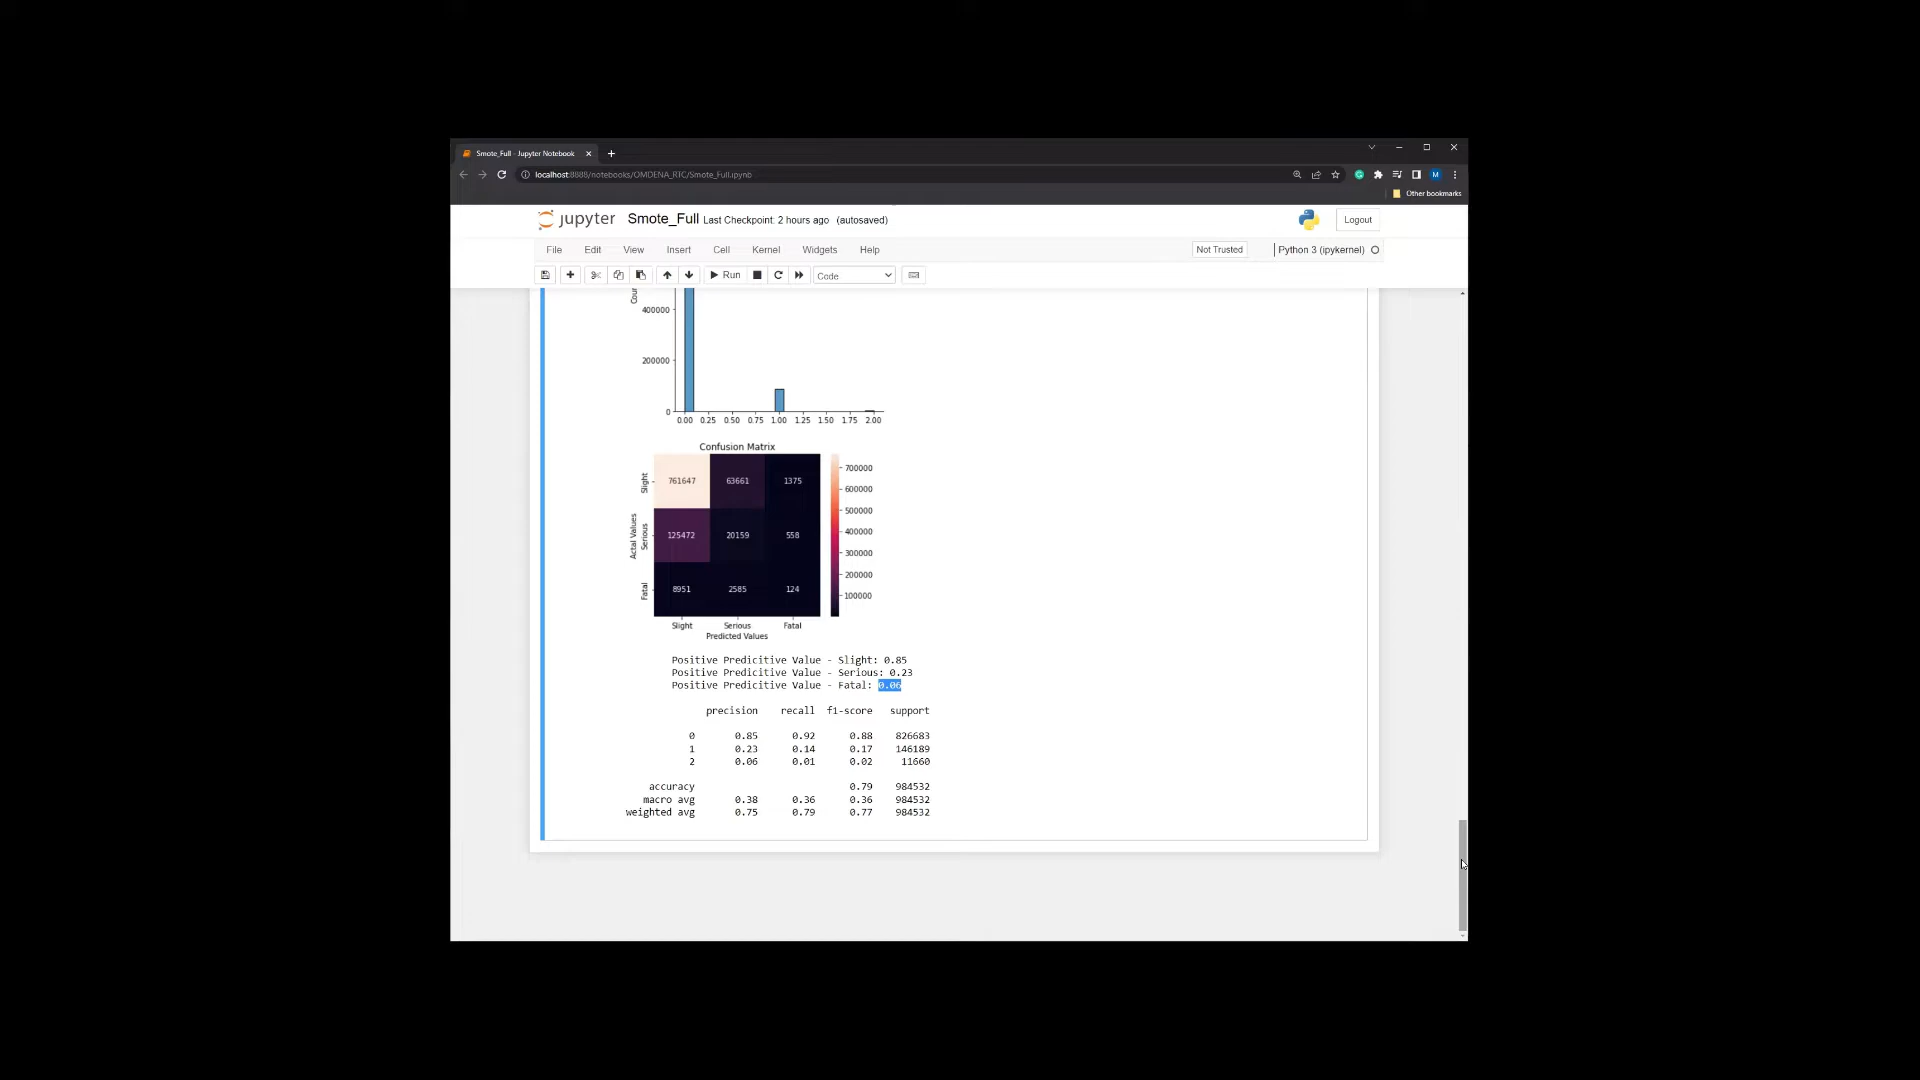 Smote_Full - Jupyter Notebook
localhost:8888/notebooks/OMDENA_RTC/Smote_Full.ipynb
Other bookmarks
jupyter Smote_Full Last Checkpoint: 2 hours ago (autosaved)
Logout
File Edit View Insert Cell Kernel Widgets Help
Not Trusted
Python 3 (ipykernel)
Run
Code
400000
200000
0
0.00 0.25 0.50 0.75 1.00 1.25 1.50 1.75 2.00
Confusion Matrix
Actal Values
Slight 761647 63661 1375
Serious 125472 20159 558
Fatal 8951 2585 124
Slight Serious Fatal
Predicted Values
700000
600000
500000
400000
300000
200000
100000
Positive Predicitive Value - Slight: 0.85
Positive Predicitive Value - Serious: 0.23
Positive Predicitive Value - Fatal: 0.06
precision recall f1-score support
0 0.85 0.92 0.88 826683
1 0.23 0.14 0.17 146189
2 0.06 0.01 0.02 11660
accuracy 0.79 984532
macro avg 0.38 0.36 0.36 984532
weighted avg 0.75 0.79 0.77 984532